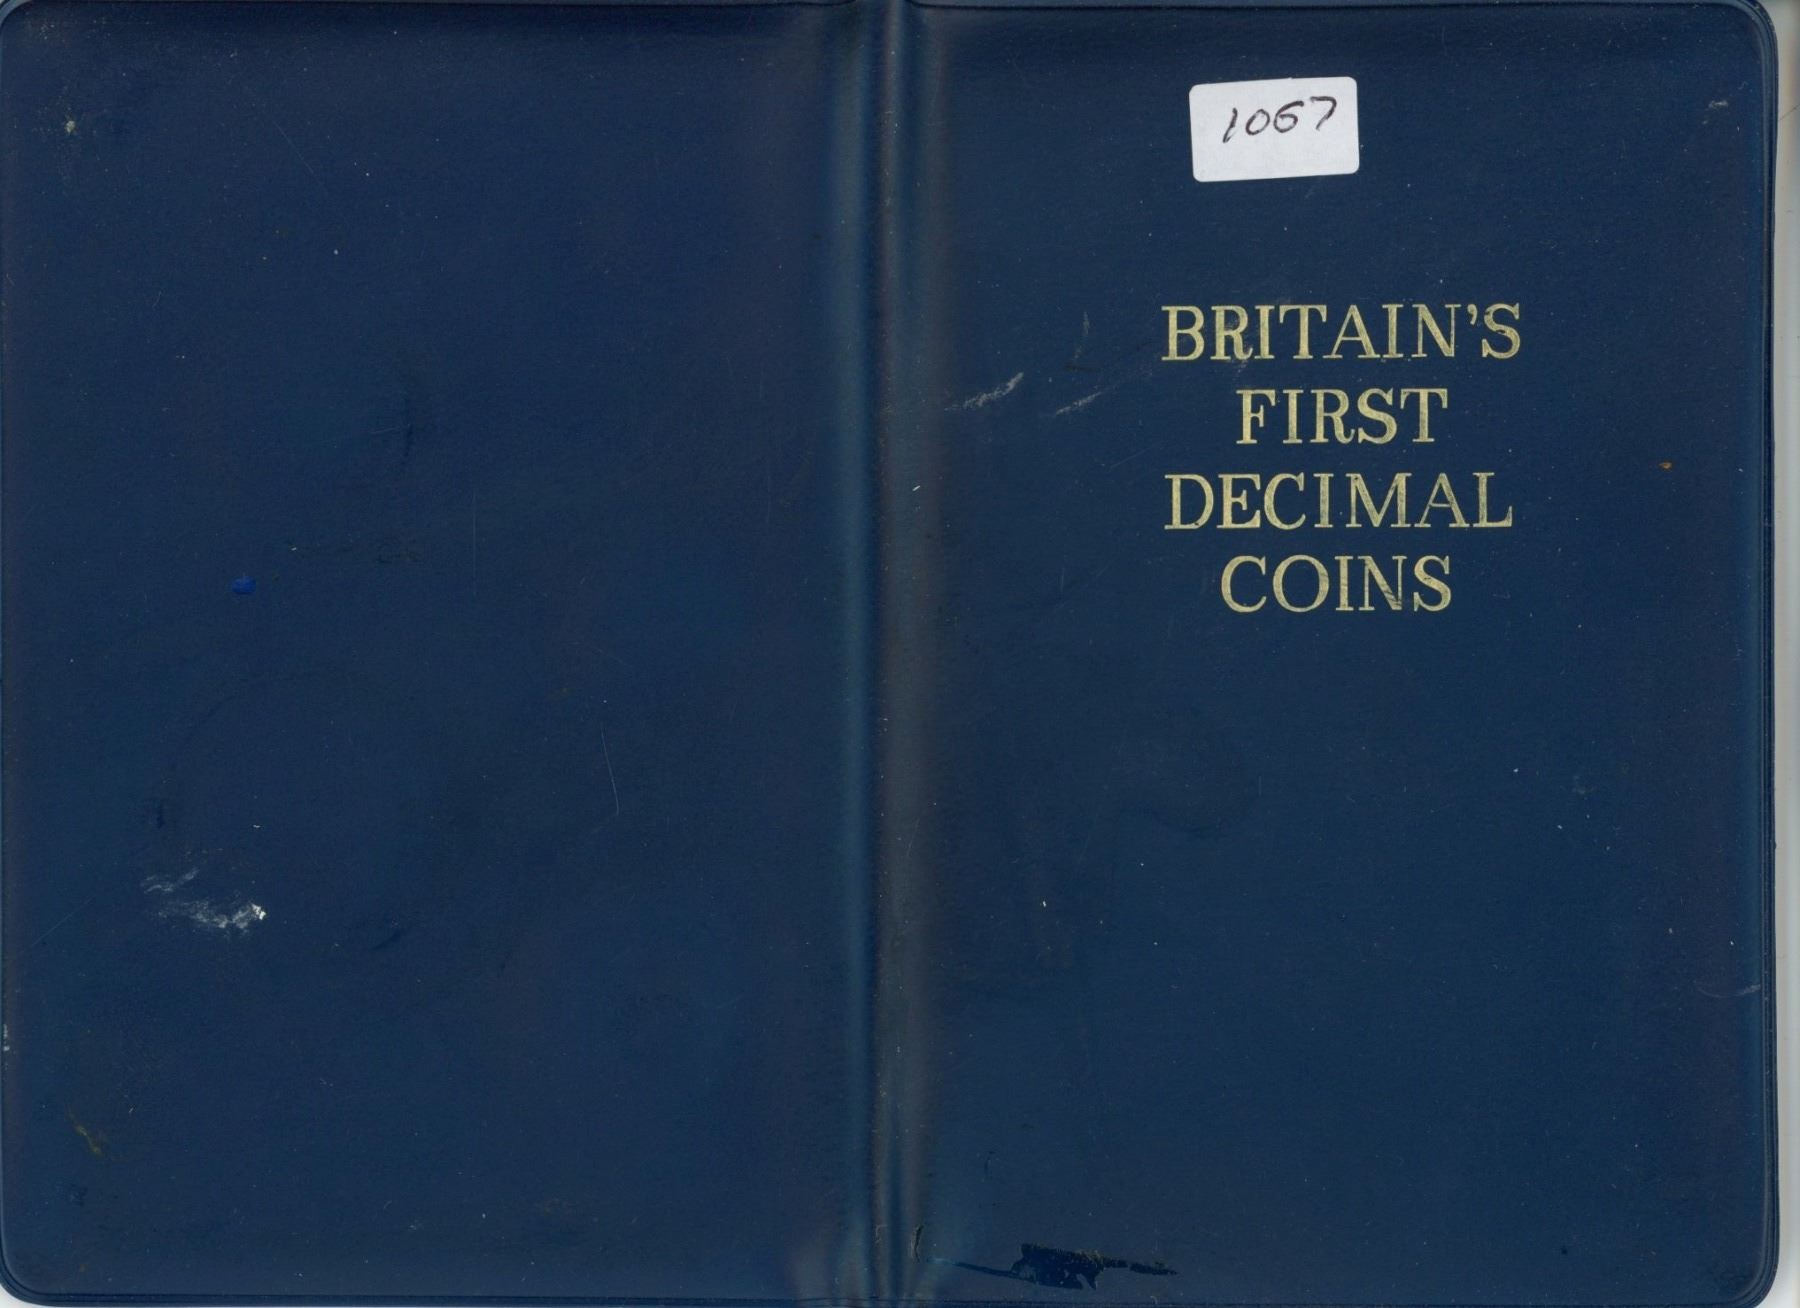 1067
BRITAIN'S
FIRST
DECIMAL
COINS